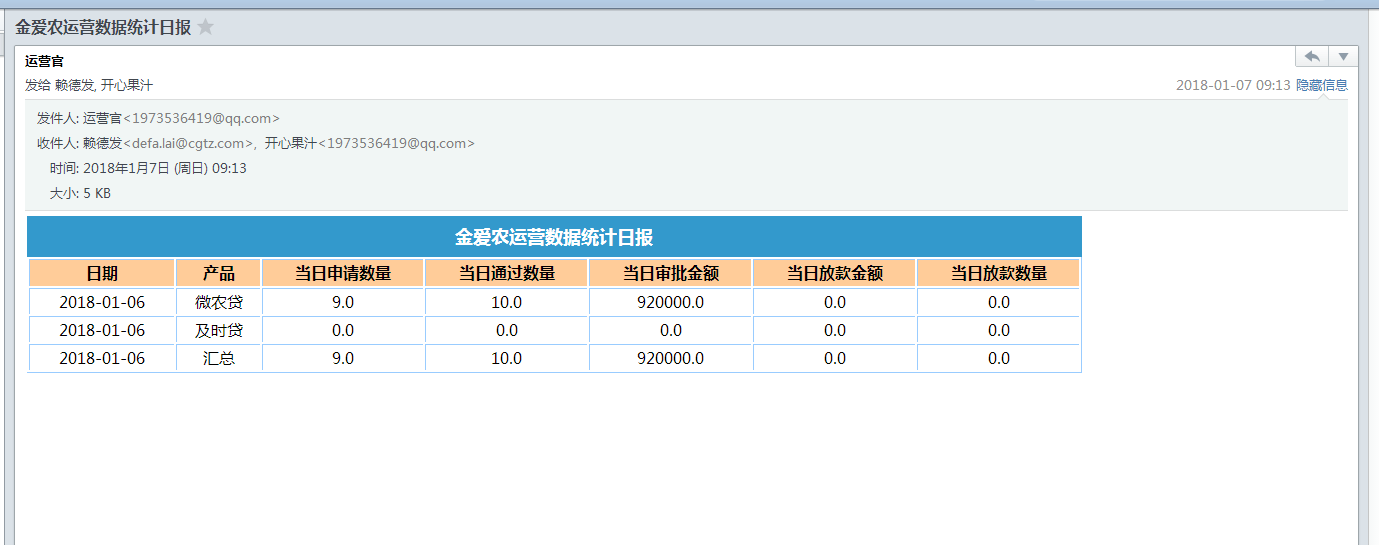 金爱农运营数据统计日报
运营官
发给 赖德发, 开心果汁 2018-01-07 09:13 隐藏信息
发件人: 运营官<1973536419@qq.com>
收件人: 赖德发<defa.lai@cgtz.com>, 开心果汁<1973536419@qq.com>
时间: 2018年1月7日 (周日) 09:13
大小: 5 KB
金爱农运营数据统计日报
日期 产品 当日申请数量 当日通过数量 当日审批金额 当日放款金额 当日放款数量
2018-01-06 微农贷 9.0 10.0 920000.0 0.0 0.0
2018-01-06 及时贷 0.0 0.0 0.0 0.0 0.0
2018-01-06 汇总 9.0 10.0 920000.0 0.0 0.0